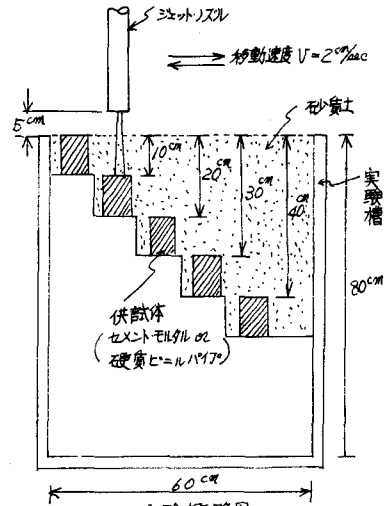 ジェット・ノズル
移動速度 V=2cm/sec
5cm
砂質土
10cm
20cm
30cm
40cm
実験槽
80cm
供試体
(セメント・モルタル or
硬質ビニルパイプ)
60cm